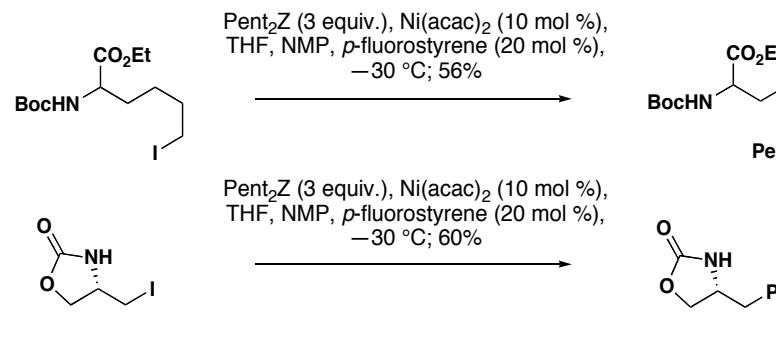 Pent2Z (3 equiv.), Ni(acac)2 (10 mol %),
THF, NMP, p-fluorostyrene (20 mol %),
—30 °C; 56%
CO2Et
BocHN
I
CO2E
BocHN
Pe
Pent2Z (3 equiv.), Ni(acac)2 (10 mol %),
THF, NMP, p-fluorostyrene (20 mol %),
—30 °C; 60%
O
NH
O
I
O
NH
O
P